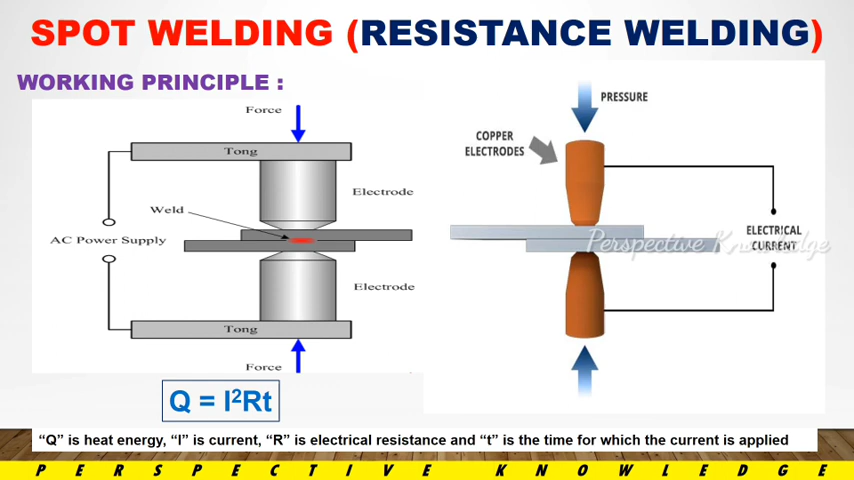 SPOT WELDING (RESISTANCE WELDING)
WORKING PRINCIPLE :
Force
Tong
Electrode
Weld
AC Power Supply
Electrode
Tong
Force
PRESSURE
COPPER
ELECTRODES
ELECTRICAL
CURRENT
Perspective Knowledge
Q = I²Rt
“Q” is heat energy, “I” is current, “R” is electrical resistance and “t” is the time for which the current is applied
PERSPECTIVE KNOWLEDGE